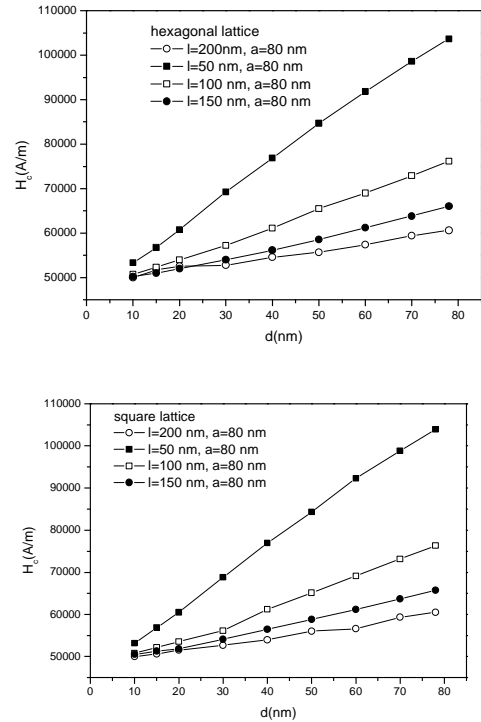 hexagonal lattice
l=200nm, a=80 nm
l=50 nm, a=80 nm
l=100 nm, a=80 nm
l=150 nm, a=80 nm
110000
100000
90000
80000
70000
60000
50000
Hc(A/m)
0 10 20 30 40 50 60 70 80
d(nm)
square lattice
l=200 nm, a=80 nm
l=50 nm, a=80 nm
l=100 nm, a=80 nm
l=150 nm, a=80 nm
110000
100000
90000
80000
70000
60000
50000
Hc(A/m)
0 10 20 30 40 50 60 70 80
d(nm)